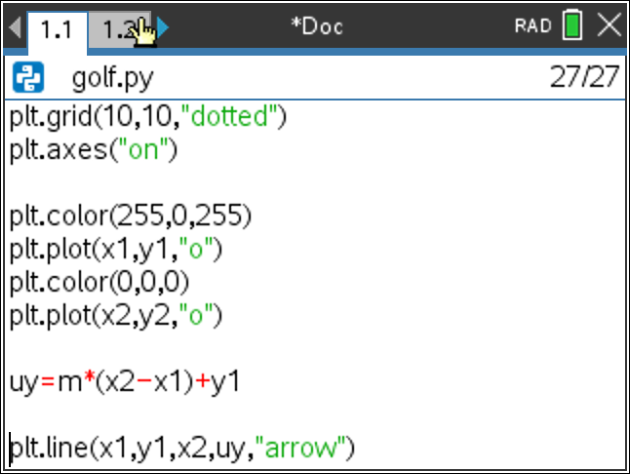 1.1 1.2 *Doc RAD
golf.py 27/27
plt.grid(10,10,"dotted")
plt.axes("on")
plt.color(255,0,255)
plt.plot(x1,y1,"o")
plt.color(0,0,0)
plt.plot(x2,y2,"o")
uy=m*(x2−x1)+y1
plt.line(x1,y1,x2,uy,"arrow")